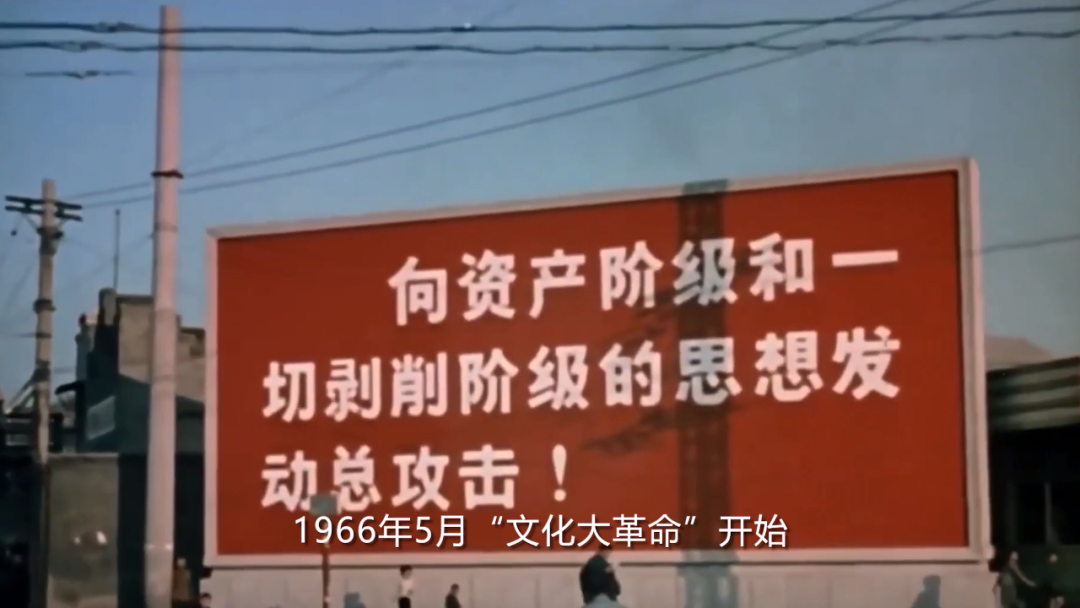 向资产阶级和一
切剥削阶级的思想发
动总攻击！
1966年5月“文化大革命”开始